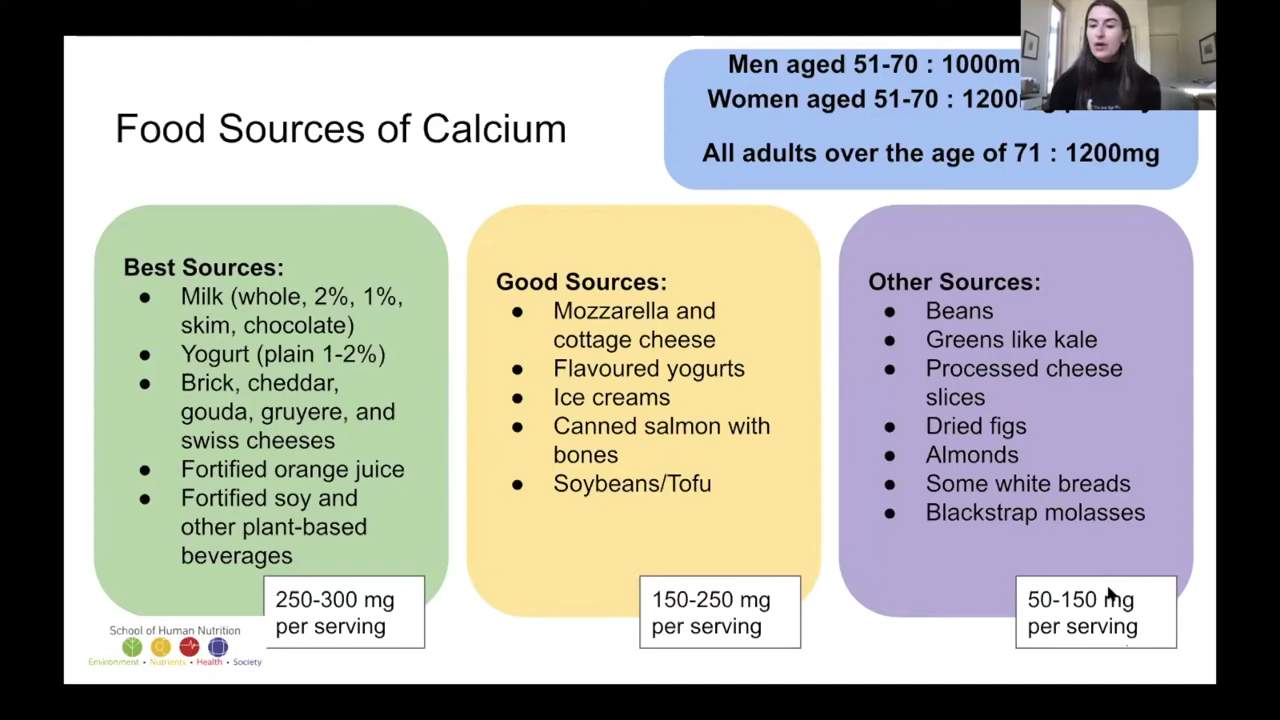 Men aged 51-70 : 1000m
Women aged 51-70 : 1200
All adults over the age of 71 : 1200mg
Food Sources of Calcium
Best Sources:
● Milk (whole, 2%, 1%,
skim, chocolate)
● Yogurt (plain 1-2%)
● Brick, cheddar,
gouda, gruyere, and
swiss cheeses
● Fortified orange juice
● Fortified soy and
other plant-based
beverages
250-300 mg
per serving
Good Sources:
● Mozzarella and
cottage cheese
● Flavoured yogurts
● Ice creams
● Canned salmon with
bones
● Soybeans/Tofu
150-250 mg
per serving
Other Sources:
● Beans
● Greens like kale
● Processed cheese
slices
● Dried figs
● Almonds
● Some white breads
● Blackstrap molasses
50-150 mg
per serving
School of Human Nutrition
Environment • Nutrients • Health • Society